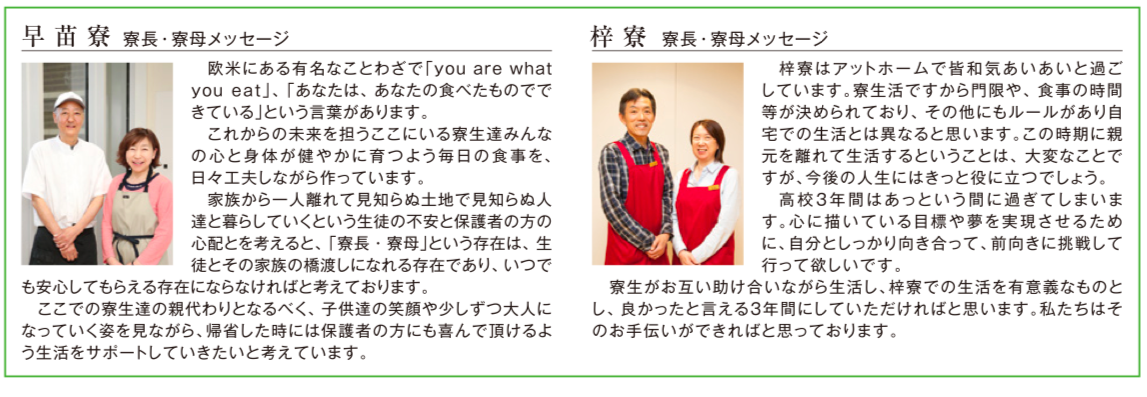 早苗寮 寮長・寮母メッセージ
欧米にある有名なことわざで「you are what
you eat」、「あなたは、あなたの食べたものでで
きている」という言葉があります。
これからの未来を担うここにいる寮生達みんな
の心と身体が健やかに育つよう毎日の食事を、
日々工夫しながら作っています。
家族から一人離れて見知らぬ土地で見知らぬ人
達と暮らしていくという生徒の不安と保護者の方の
心配とを考えると、「寮長・寮母」という存在は、生
徒とその家族の橋渡しになれる存在であり、いつで
も安心してもらえる存在にならなければと考えております。
ここでの寮生達の親代わりとなるべく、子供達の笑顔や少しずつ大人に
なっていく姿を見ながら、帰省した時には保護者の方にも喜んで頂けるよ
う生活をサポートしていきたいと考えています。
梓寮 寮長・寮母メッセージ
梓寮はアットホームで皆和気あいあいと過ご
しています。寮生活ですから門限や、食事の時間
等が決められており、その他にもルールがあり自
宅での生活とは異なると思います。この時期に親
元を離れて生活するということは、大変なことで
すが、今後の人生にはきっと役に立つでしょう。
高校3年間はあっという間に過ぎてしまいま
す。心に描いている目標や夢を実現させるため
に、自分としっかり向き合って、前向きに挑戦して
行って欲しいです。
寮生がお互い助け合いながら生活し、梓寮での生活を有意義なものと
し、良かったと言える3年間にしていただければと思います。私たちはそ
のお手伝いができればと思っております。